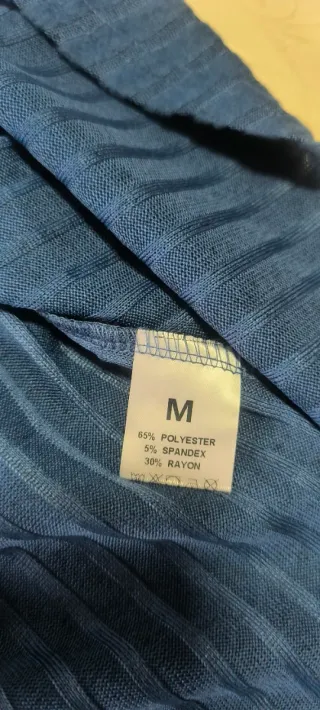 M
65% POLYESTER
5% SPANDEX
30% RAYON